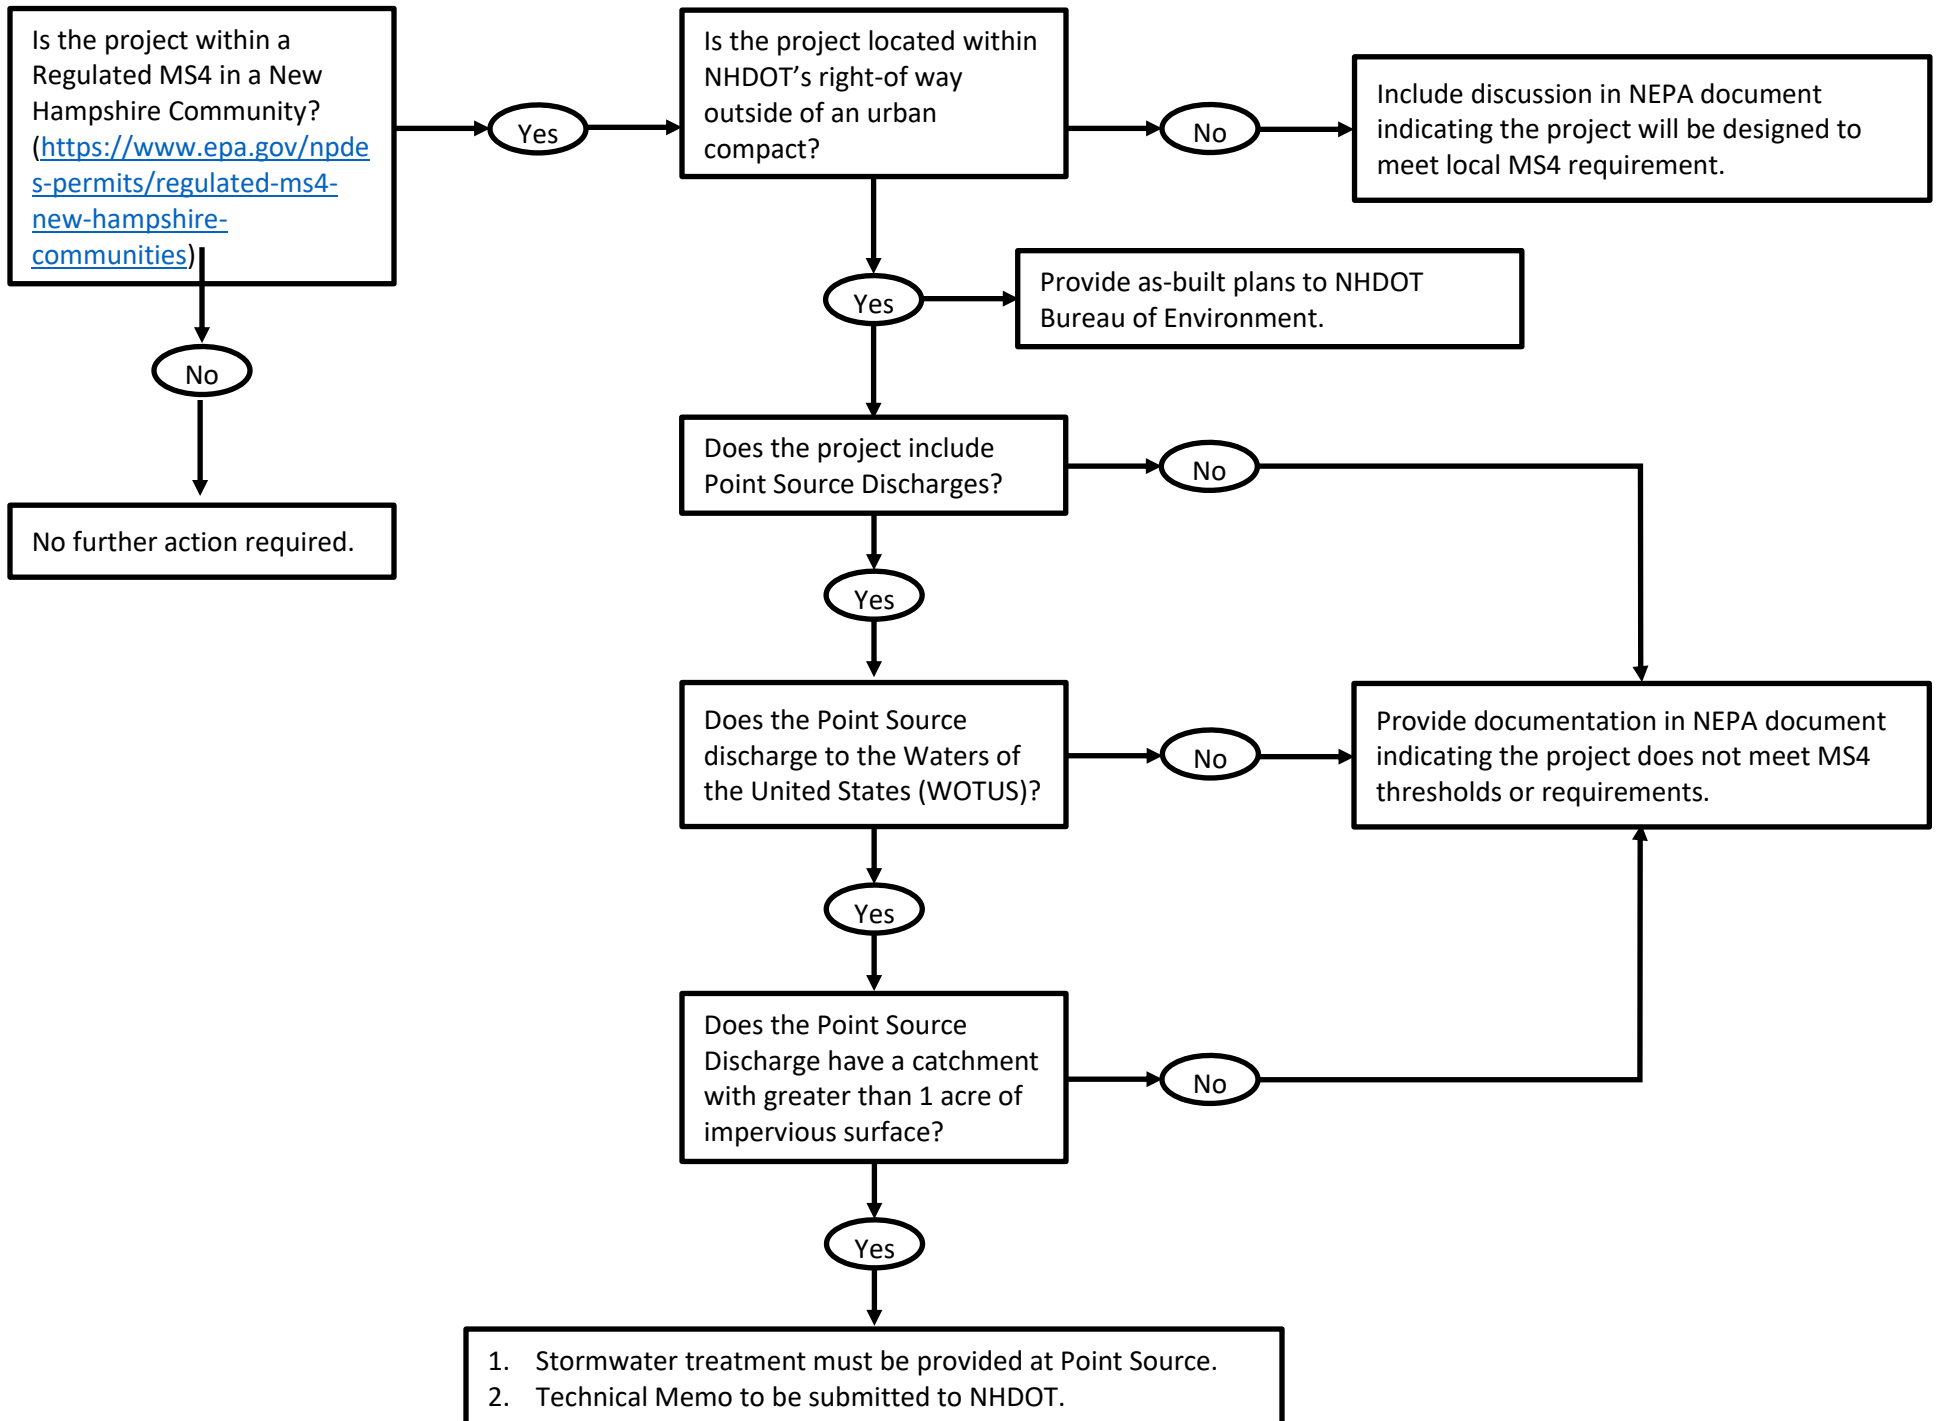 Is the project within a
Regulated MS4 in a New
Hampshire Community?
(https://www.epa.gov/npde
s-permits/regulated-ms4-
new-hampshire-
communities)
Yes
Is the project located within
NHDOT’s right-of way
outside of an urban
compact?
No
Include discussion in NEPA document
indicating the project will be designed to
meet local MS4 requirement.
Yes
Provide as-built plans to NHDOT
Bureau of Environment.
No
No further action required.
Does the project include
Point Source Discharges?
No
Yes
Does the Point Source
discharge to the Waters of
the United States (WOTUS)?
No
Provide documentation in NEPA document
indicating the project does not meet MS4
thresholds or requirements.
Yes
Does the Point Source
Discharge have a catchment
with greater than 1 acre of
impervious surface?
No
Yes
1. Stormwater treatment must be provided at Point Source.
2. Technical Memo to be submitted to NHDOT.